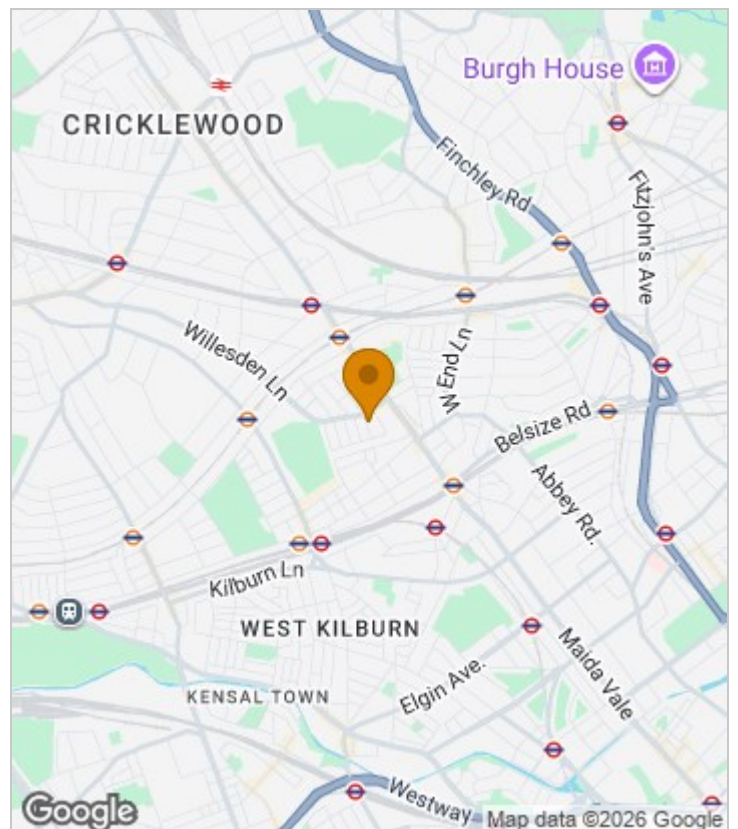 Burgh House
CRICKLEWOOD
Finchley Rd
Fitzjohn's Ave
Willesden Ln
W End Ln
Belsize Rd
Abbey Rd.
Kilburn Ln
WEST KILBURN
Maida Vale
Elgin Ave.
KENSAL TOWN
Westway
Google
Map data ©2026 Google